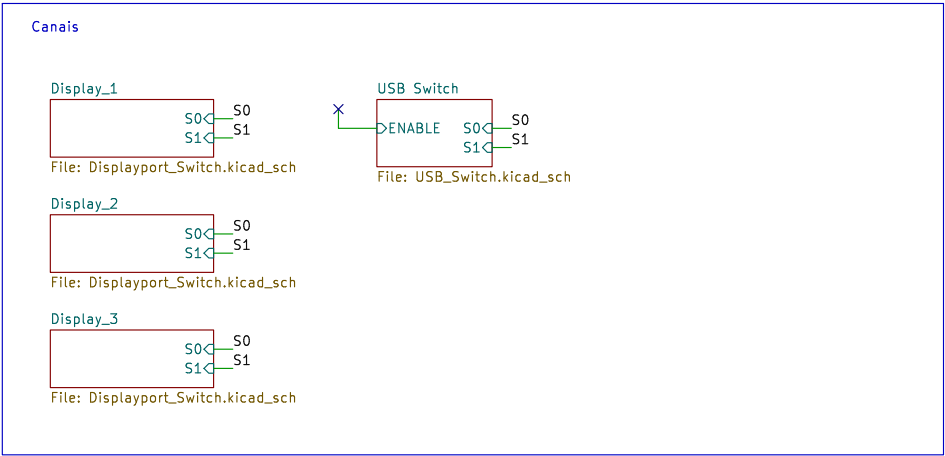 Canais
Display_1
S0 S0
S1 S1
File: Displayport_Switch.kicad_sch
USB Switch
ENABLE S0 S0
S1 S1
File: USB_Switch.kicad_sch
Display_2
S0 S0
S1 S1
File: Displayport_Switch.kicad_sch
Display_3
S0 S0
S1 S1
File: Displayport_Switch.kicad_sch